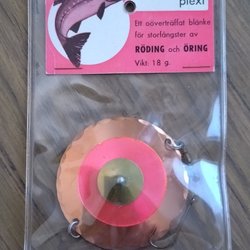 plexi
Ett oöverträffat blänke
för storfångster av
RÖDING och ÖRING
Vikt: 18 g.